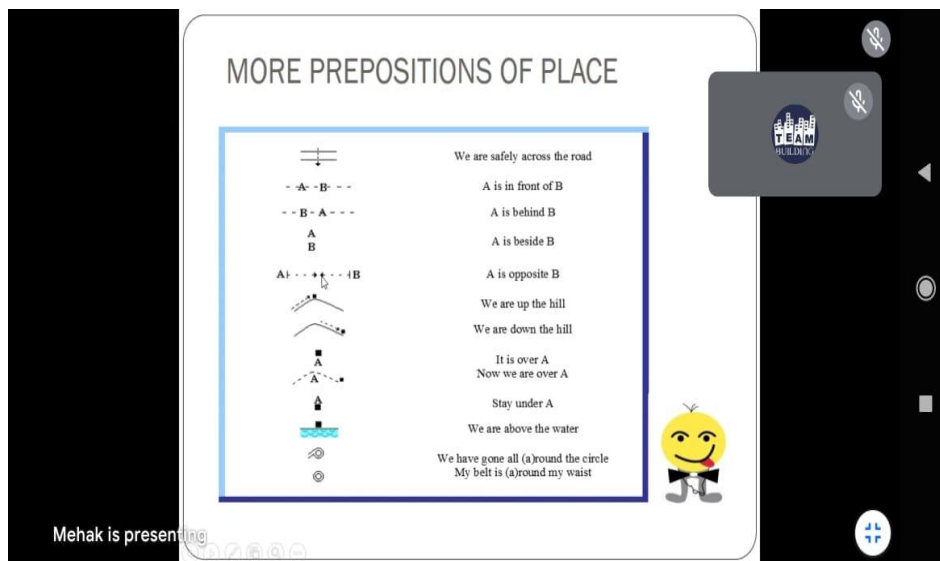 MORE PREPOSITIONS OF PLACE
TEAM
BUILDING
We are safely across the road
- A - -B- - - A is in front of B
- - B - A - - - A is behind B
A
B
A is beside B
A B A is opposite B
We are up the hill
We are down the hill
A
It is over A
A
Now we are over A
A
Stay under A
We are above the water
We have gone all (a)round the circle
My belt is (a)round my waist
Mehak is presenting